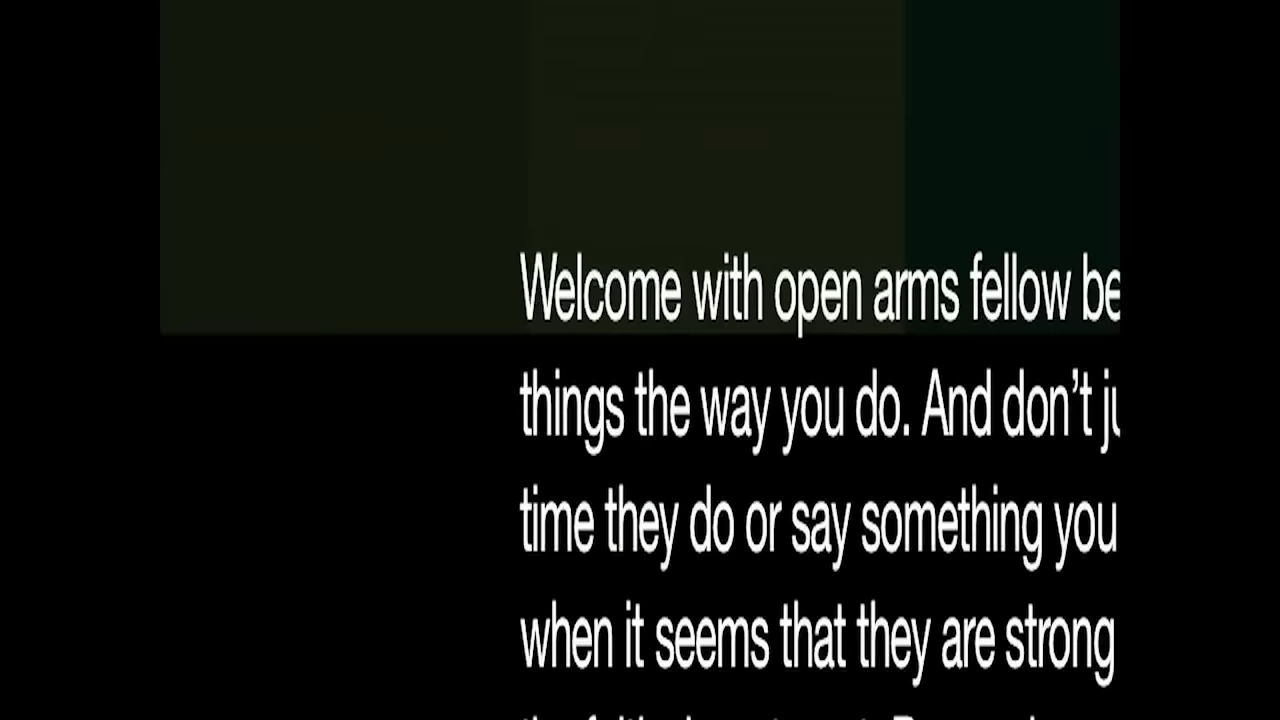 Welcome with open arms fellow be
things the way you do. And don’t ju
time they do or say something you
when it seems that they are strong